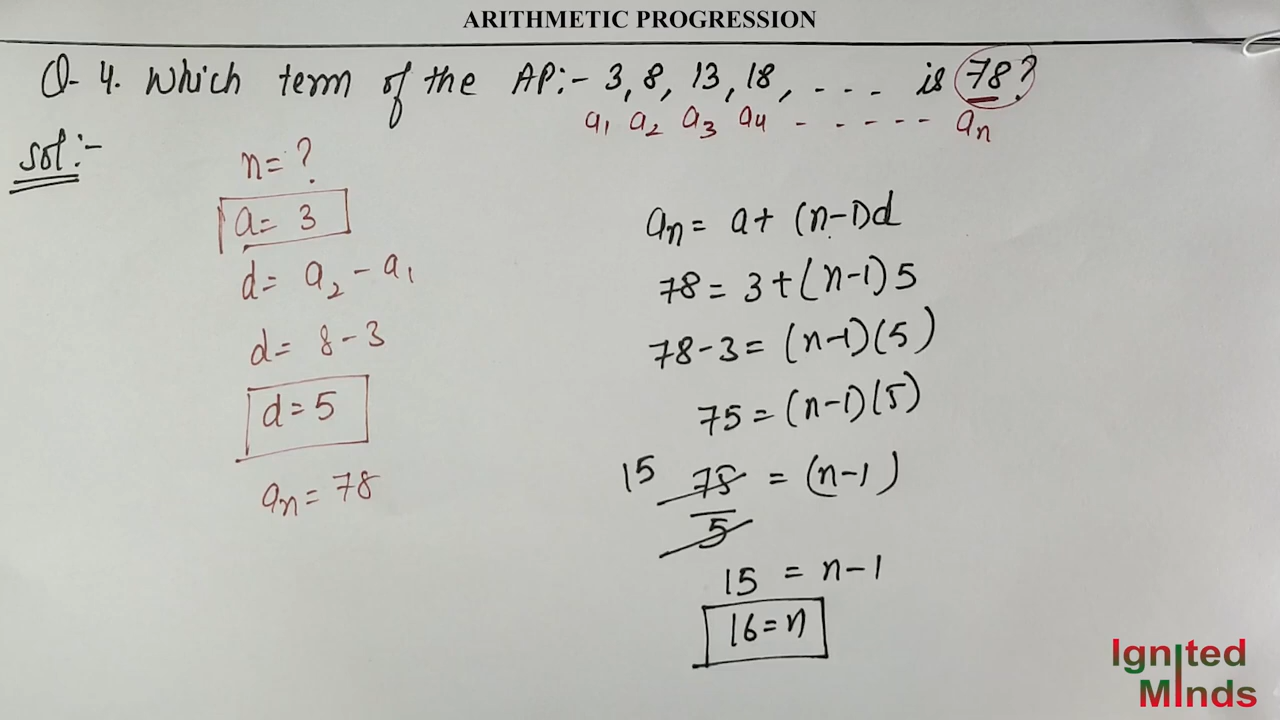 ARITHMETIC PROGRESSION
Q-4. Which term of the AP:- 3, 8, 13, 18, - - - - is 78?
a₁ a₂ a₃ a₄ - - - - - - aₙ
Sol:-
n = ?
a = 3
d = a₂ - a₁
d = 8 - 3
d = 5
aₙ = 78
aₙ = a + (n-1)d
78 = 3 + (n-1) 5
78 - 3 = (n-1)(5)
75 = (n-1)(5)
15 78/5 = (n-1)
15 = n-1
16 = n
Ignited
Minds